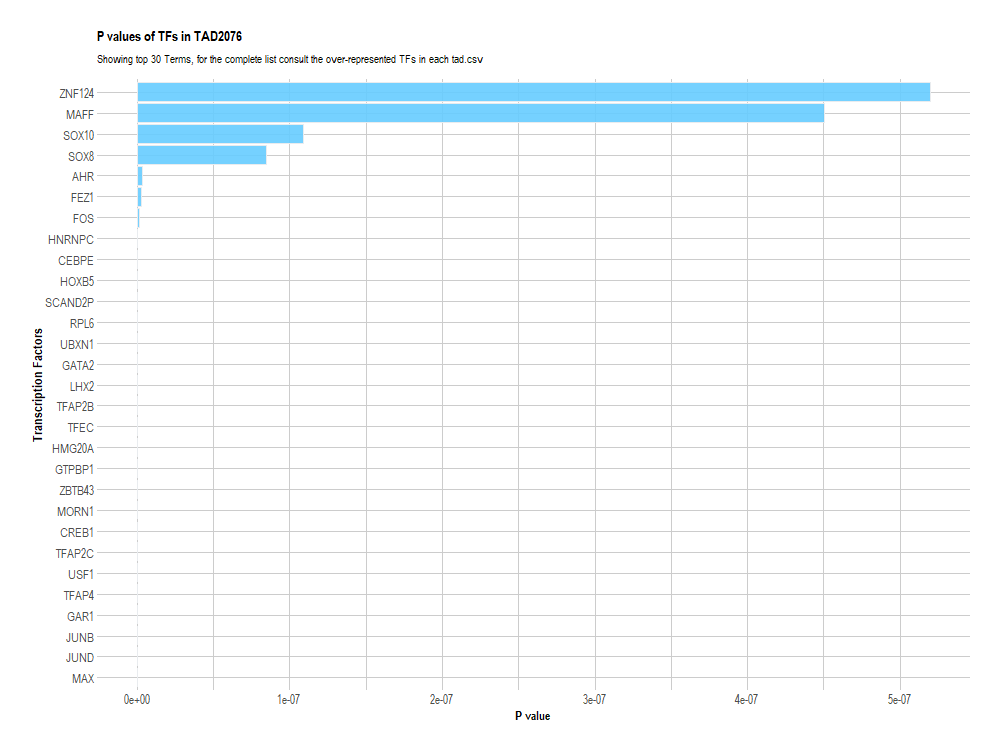 P values of TFs in TAD2076
Showing top 30 Terms, for the complete list consult the over-represented TFs in each tad.csv
Transcription Factors
ZNF124
MAFF
SOX10
SOX8
AHR
FEZ1
FOS
HNRNPC
CEBPE
HOXB5
SCAND2P
RPL6
UBXN1
GATA2
LHX2
TFAP2B
TFEC
HMG20A
GTPBP1
ZBTB43
MORN1
CREB1
TFAP2C
USF1
TFAP4
GAR1
JUNB
JUND
MAX
0e+00 1e-07 2e-07 3e-07 4e-07 5e-07
P value